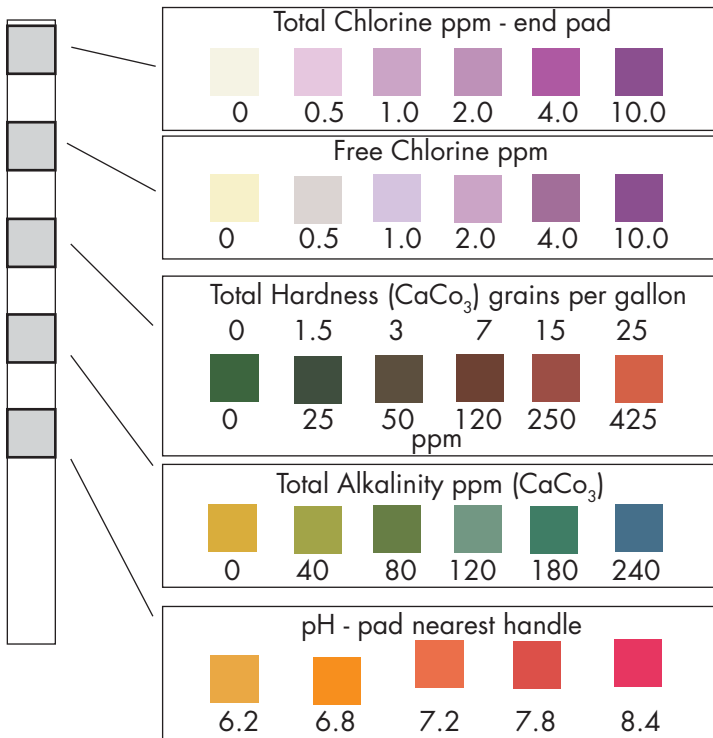 Total Chlorine ppm - end pad
0 0.5 1.0 2.0 4.0 10.0
Free Chlorine ppm
0 0.5 1.0 2.0 4.0 10.0
Total Hardness (CaCo₃) grains per gallon
0 1.5 3 7 15 25
0 25 50 120 250 425
ppm
Total Alkalinity ppm (CaCo₃)
0 40 80 120 180 240
pH - pad nearest handle
6.2 6.8 7.2 7.8 8.4